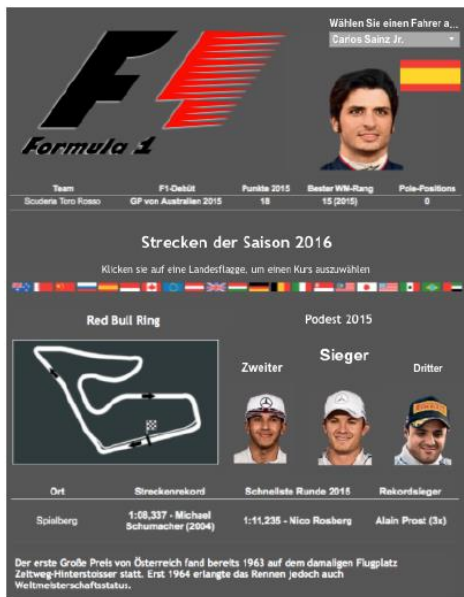 Wählen Sie einen Fahrer a...
Carlos Sainz Jr.
F1
Formula 1
Team F1-Debüt Punkte 2015 Bester WM-Rang Pole-Positions
Scuderia Toro Rosso GP von Australien 2015 18 15 (2015) 0
Strecken der Saison 2016
Klicken sie auf eine Landesflagge, um einen Kurs auszuwählen
Red Bull Ring
Podest 2015
Sieger
Zweiter
Dritter
Ort Streckenrekord Schnellste Runde 2015 Rekordsieger
Spielberg 1:08,337 - Michael Schumacher (2004) 1:11,235 - Nico Rosberg Alain Prost (3x)
Der erste Große Preis von Österreich fand bereits 1963 auf dem damaligen Flugplatz
Zeltweg-Hinterstoisser statt. Erst 1964 erlangte das Rennen jedoch auch
Weltmeisterschaftsstatus.